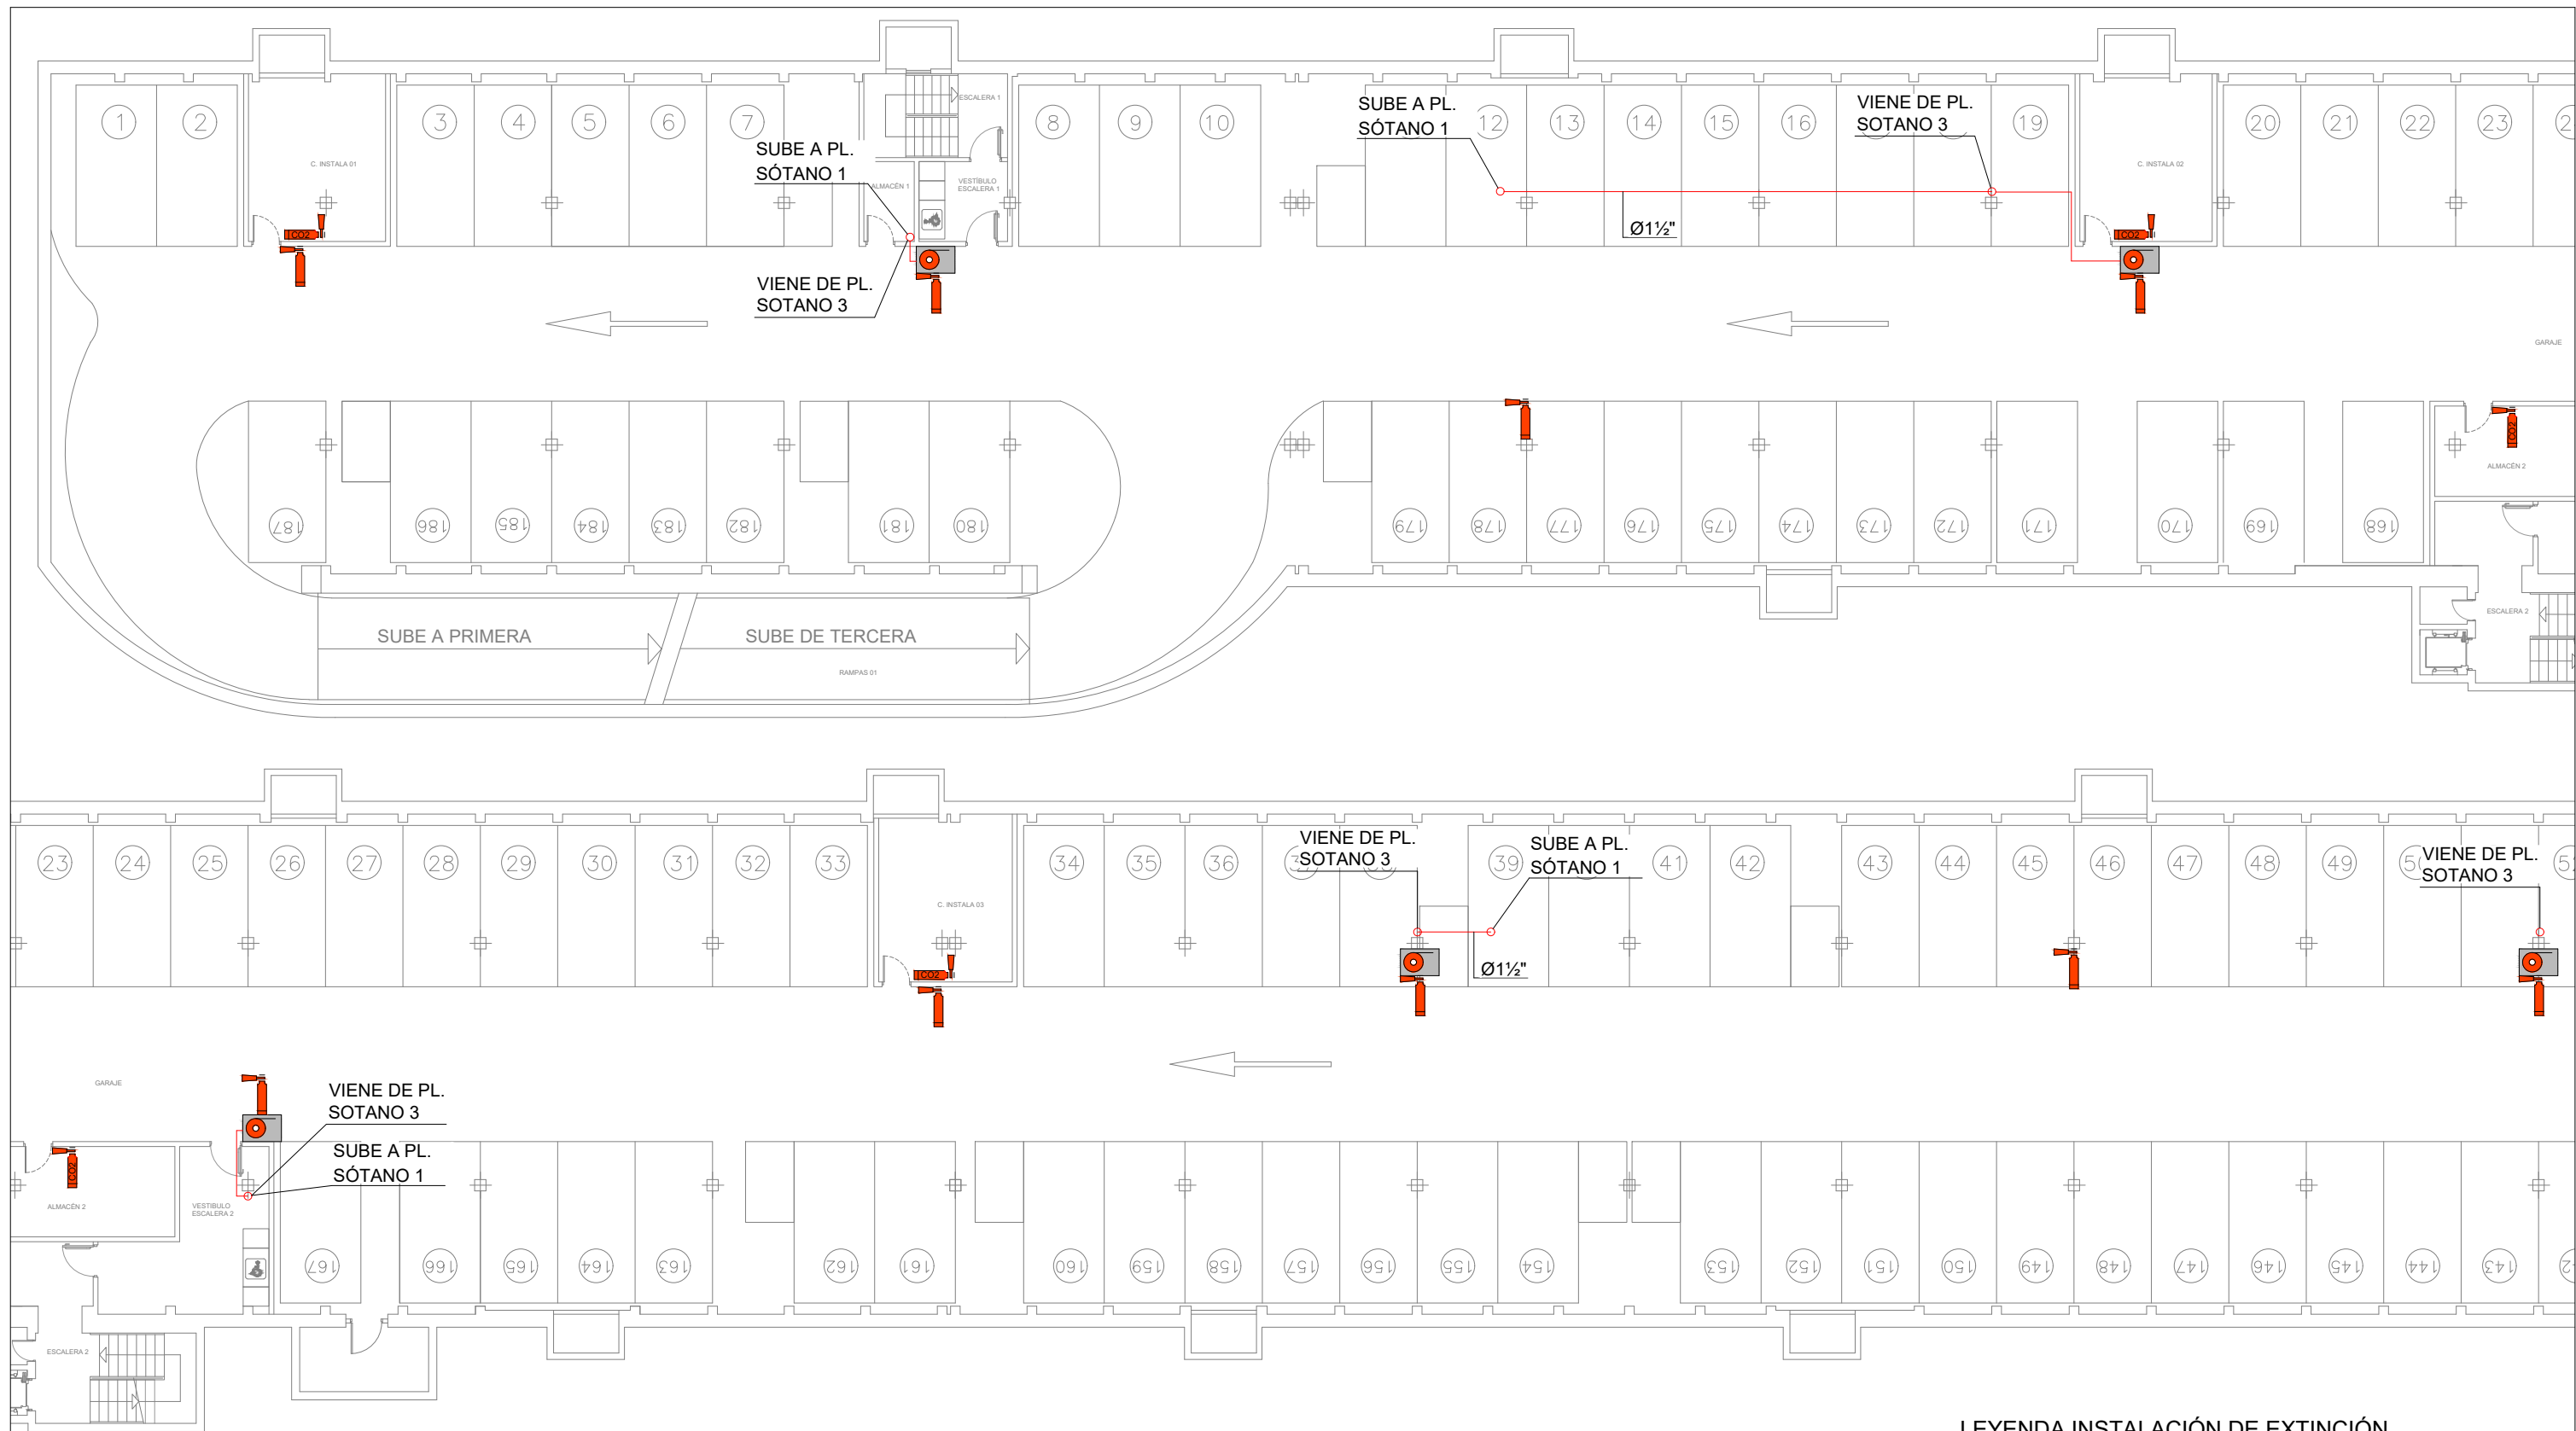 1
2
3
4
5
6
7
8
9
10
12
13
14
15
16
19
20
21
22
23
C. INSTALA 01
ESCALERA 1
ALMACÉN 1
VESTÍBULO
ESCALERA 1
SUBE A PL.
SÓTANO 1
VIENE DE PL.
SOTANO 3
SUBE A PL.
SÓTANO 1
VIENE DE PL.
SOTANO 3
Ø1½"
C. INSTALA 02
CO2
CO2
GARAJE
CO2
ALMACÉN 2
187
186
185
184
183
182
181
180
179
178
177
176
175
174
173
172
171
170
169
168
ESCALERA 2
SUBE A PRIMERA
SUBE DE TERCERA
RAMPAS 01
23
24
25
26
27
28
29
30
31
32
33
34
35
36
39
41
42
43
44
45
46
47
48
49
C. INSTALA 03
CO2
VIENE DE PL.
SOTANO 3
SUBE A PL.
SÓTANO 1
Ø1½"
VIENE DE PL.
SOTANO 3
GARAJE
VIENE DE PL.
SOTANO 3
SUBE A PL.
SÓTANO 1
CO2
ALMACÉN 2
VESTIBULO
ESCALERA 2
167
166
165
164
163
162
161
160
159
158
157
156
155
154
153
152
151
150
149
148
147
146
145
144
143
ESCALERA 2
LEYENDA INSTALACIÓN DE EXTINCIÓN